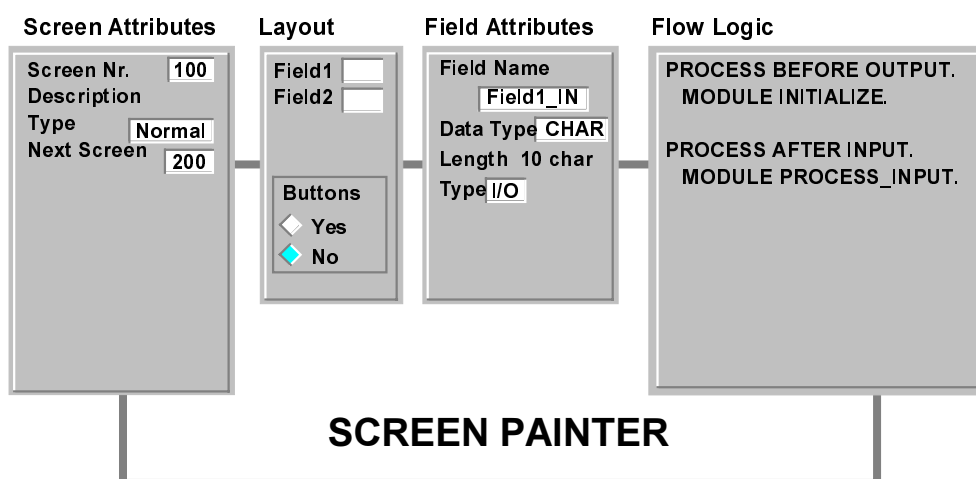 Screen Attributes
Screen Nr. 100
Description
Type Normal
Next Screen 200
Layout
Field1
Field2
Buttons
Yes
No
Field Attributes
Field Name
Field1_IN
Data Type CHAR
Length 10 char
Type I/O
Flow Logic
PROCESS BEFORE OUTPUT.
MODULE INITIALIZE.
PROCESS AFTER INPUT.
MODULE PROCESS_INPUT.
SCREEN PAINTER